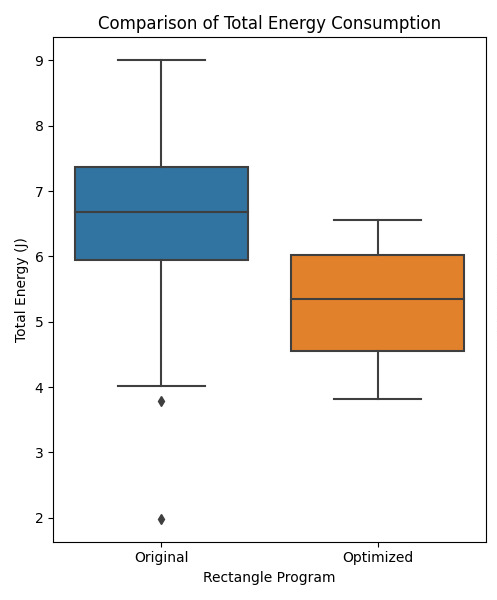 Comparison of Total Energy Consumption
9
8
7
6
5
4
3
2
Total Energy (J)
Original
Optimized
Rectangle Program